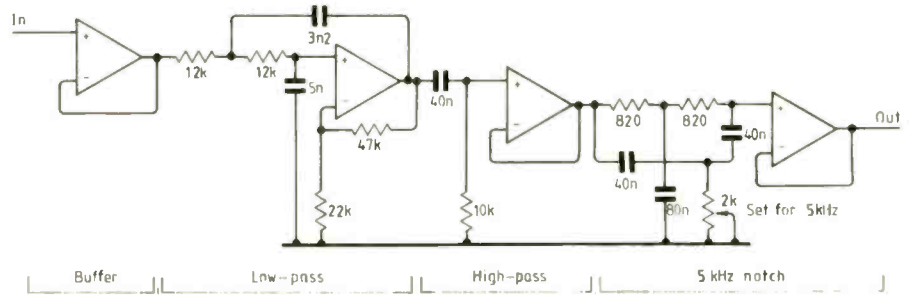 In
3n2
12k
12k
5n
40n
47k
22k
10k
820
820
40n
40n
80n
2k
Set for 5kHz
Out
Buffer
Low-pass
High-pass
5 kHz notch